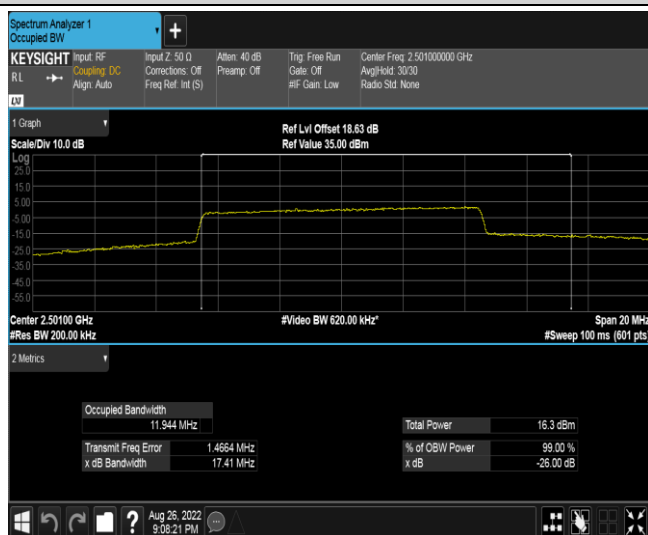 Spectrum Analyzer 1
Occupied BW
KEYSIGHT
RL
LXI
Input: RF
Coupling: DC
Align: Auto
Input Z: 50 Ω
Corrections: Off
Freq Ref: Int (S)
Atten: 40 dB
Preamp: Off
Trig: Free Run
Gate: Off
#IF Gain: Low
Center Freq: 2.501000000 GHz
Avg|Hold: 30/30
Radio Std: None
1 Graph
Scale/Div 10.0 dB
Ref Lvl Offset 18.63 dB
Ref Value 35.00 dBm
Log
25.0
15.0
5.00
-5.00
-15.0
-25.0
-35.0
-45.0
-55.0
Center 2.50100 GHz
#Res BW 200.00 kHz
#Video BW 620.00 kHz*
Span 20 MHz
#Sweep 100 ms (601 pts)
2 Metrics
Occupied Bandwidth
11.944 MHz
Transmit Freq Error 1.4664 MHz
x dB Bandwidth 17.41 MHz
Total Power 16.3 dBm
% of OBW Power 99.00 %
x dB -26.00 dB
Aug 26, 2022
9:08:21 PM